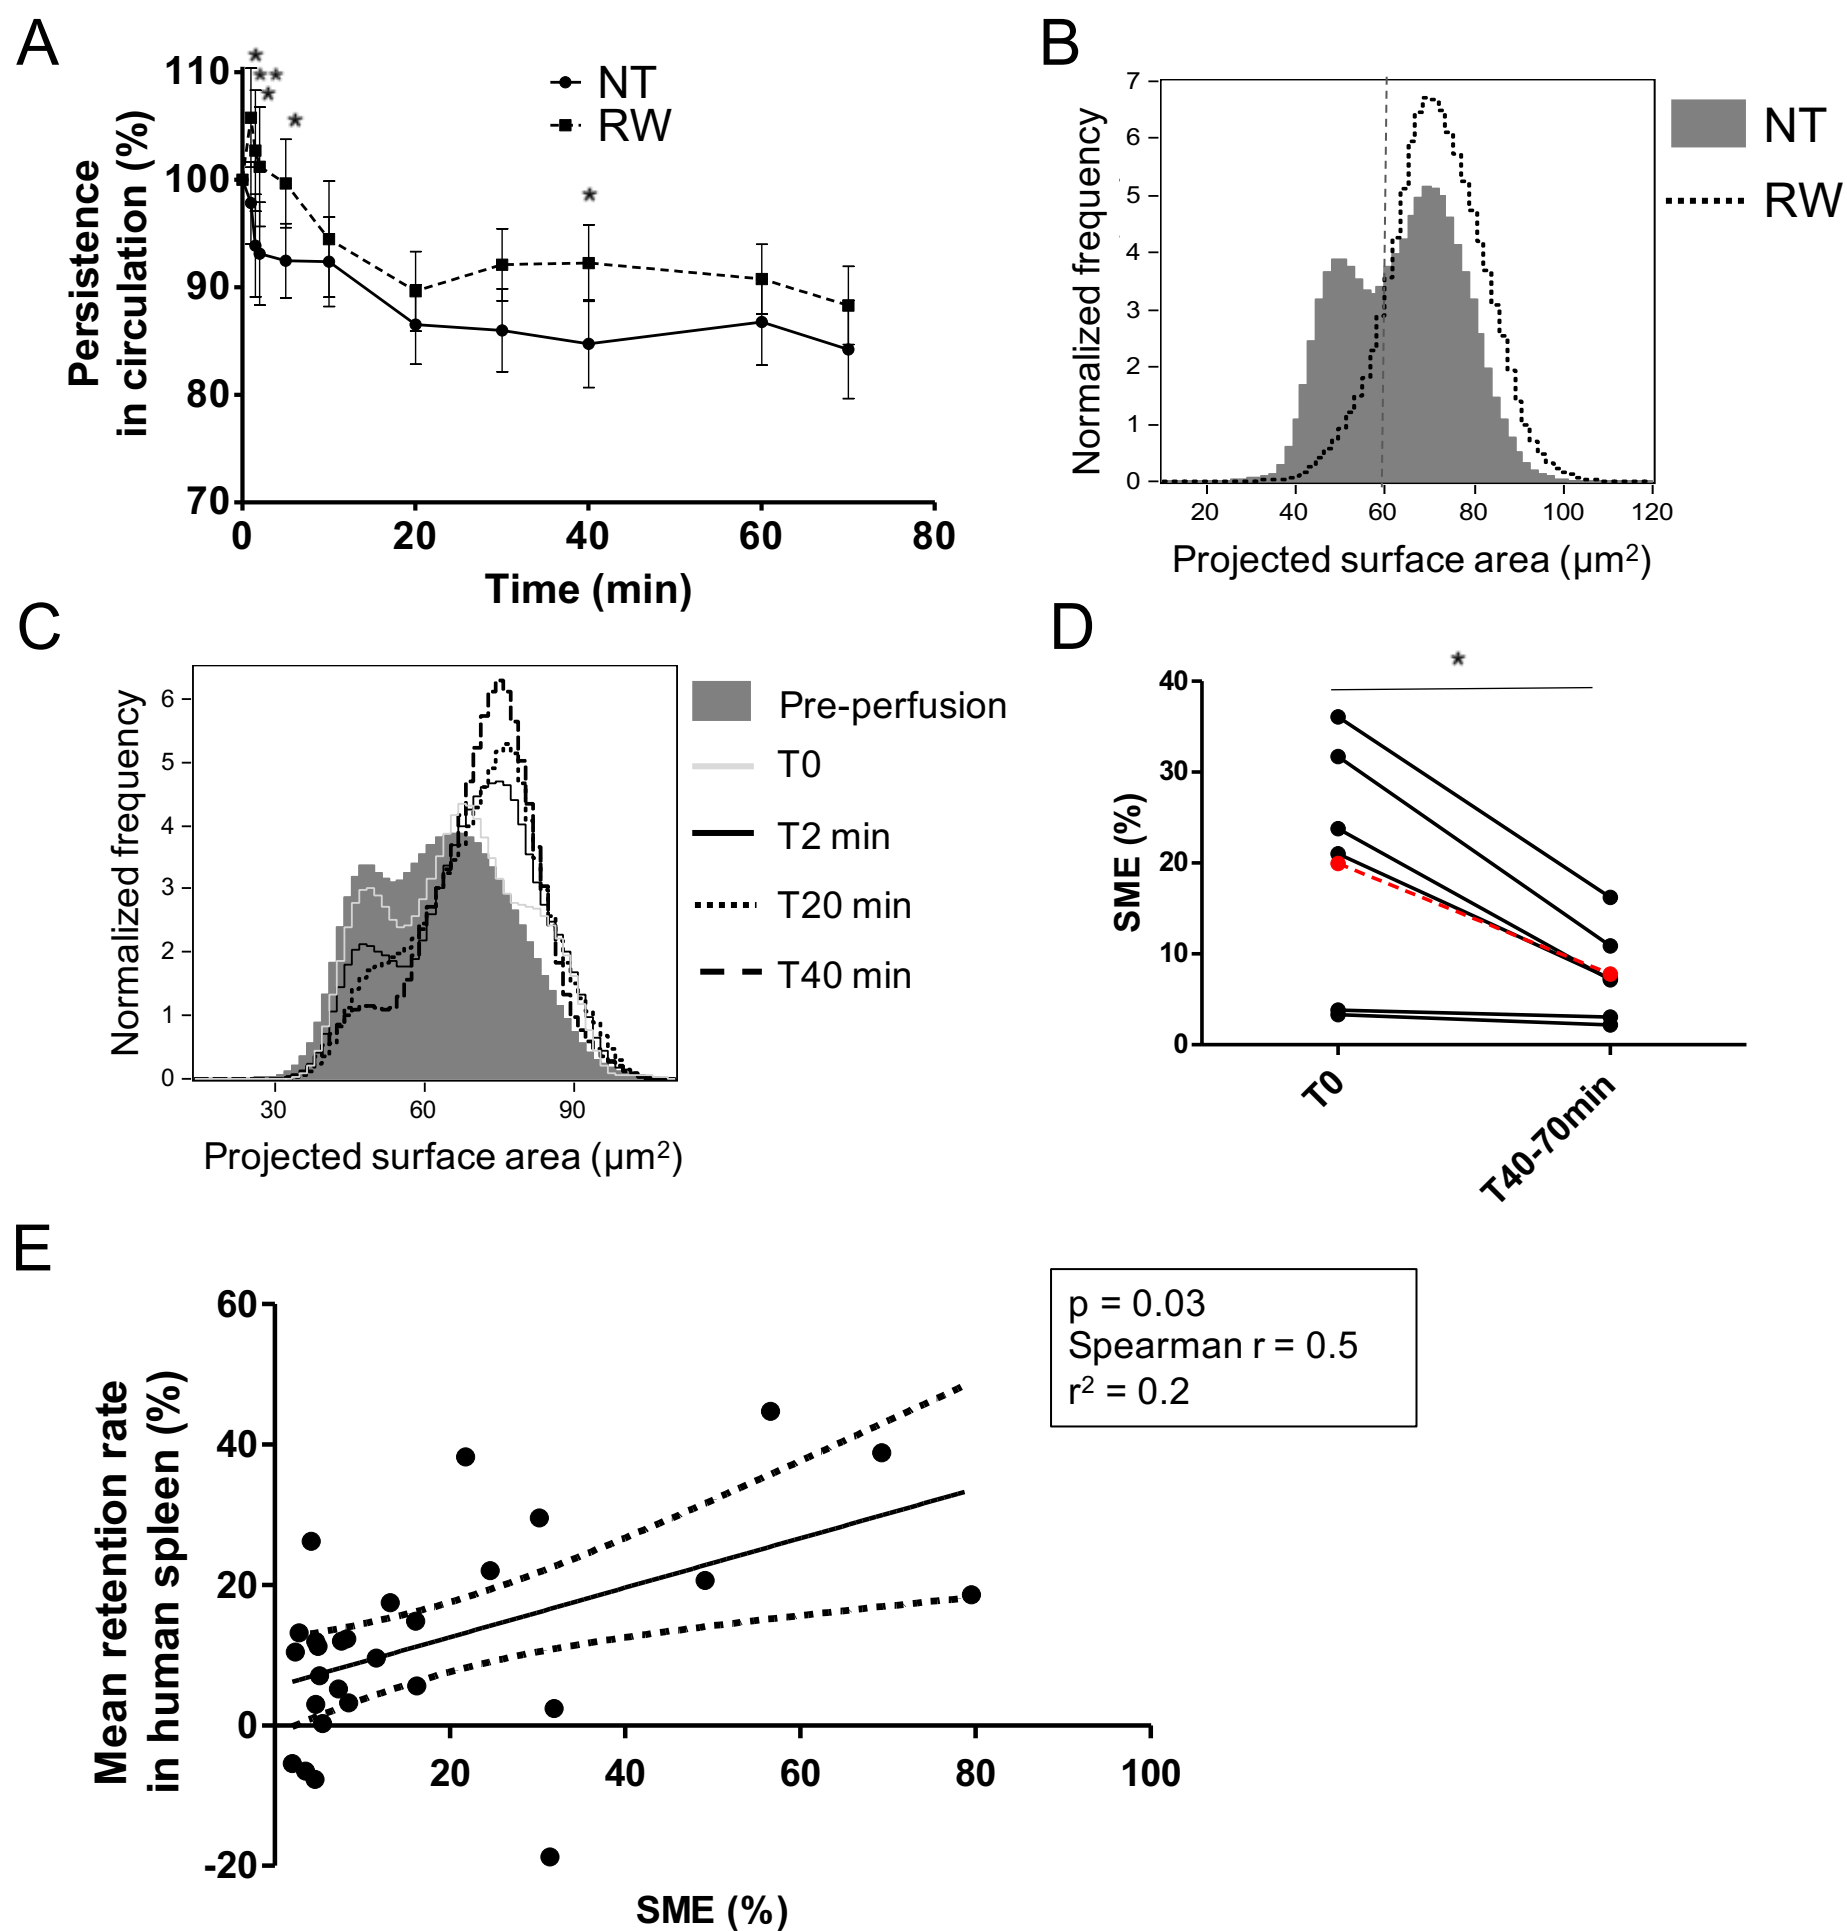 A
110
100
90
80
70
0
20
40
60
80
Persistence
in circulation (%)
Time (min)
NT
RW
*
**
*
*
*
B
7
6
5
4
3
2
1
0
20
40
60
80
100
120
Normalized frequency
Projected surface area (µm²)
NT
RW
C
6
5
4
3
2
1
0
30
60
90
Normalized frequency
Projected surface area (µm²)
Pre-perfusion
T0
T2 min
T20 min
T40 min
D
*
40
30
20
10
0
SME (%)
T0
T40-70min
E
60
40
20
0
-20
20
40
60
80
100
Mean retention rate
in human spleen (%)
SME (%)
p = 0.03
Spearman r = 0.5
r² = 0.2